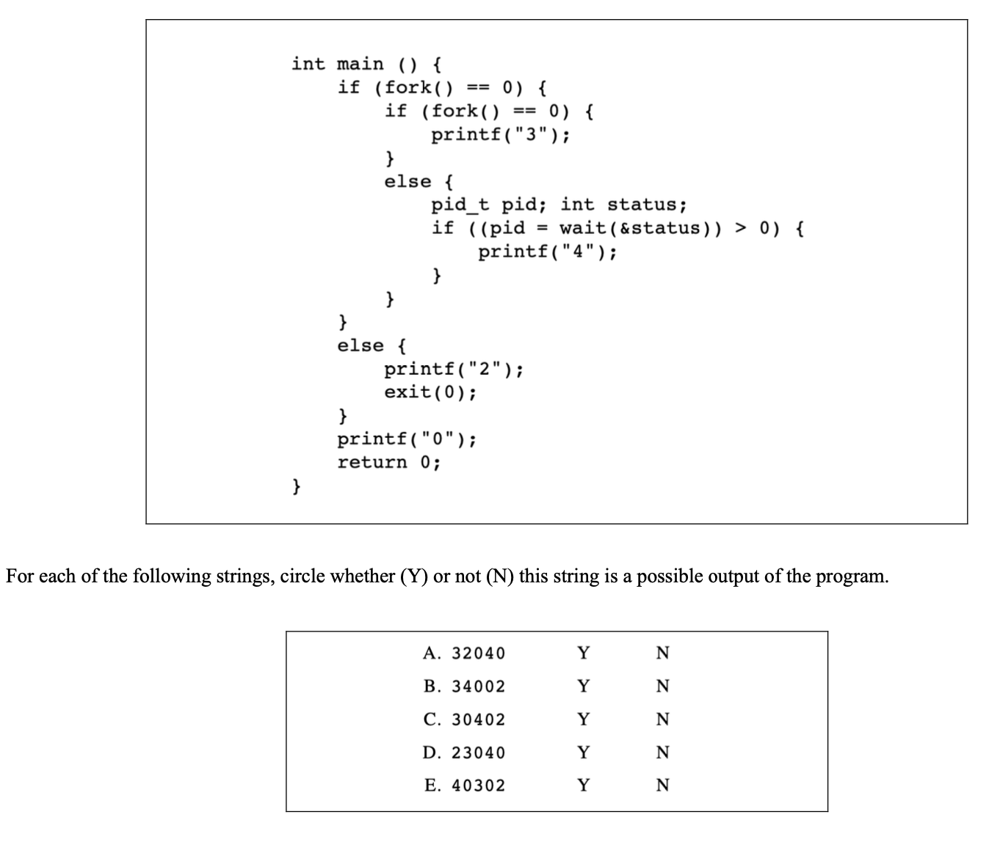 int main () {
    if (fork() == 0) {
        if (fork() == 0) {
            printf("3");
        }
        else {
            pid_t pid; int status;
            if ((pid = wait(&status)) > 0) {
                printf("4");
            }
        }
    }
    else {
        printf("2");
        exit(0);
    }
    printf("0");
    return 0;
}
For each of the following strings, circle whether (Y) or not (N) this string is a possible output of the program.
A. 32040 Y N
B. 34002 Y N
C. 30402 Y N
D. 23040 Y N
E. 40302 Y N